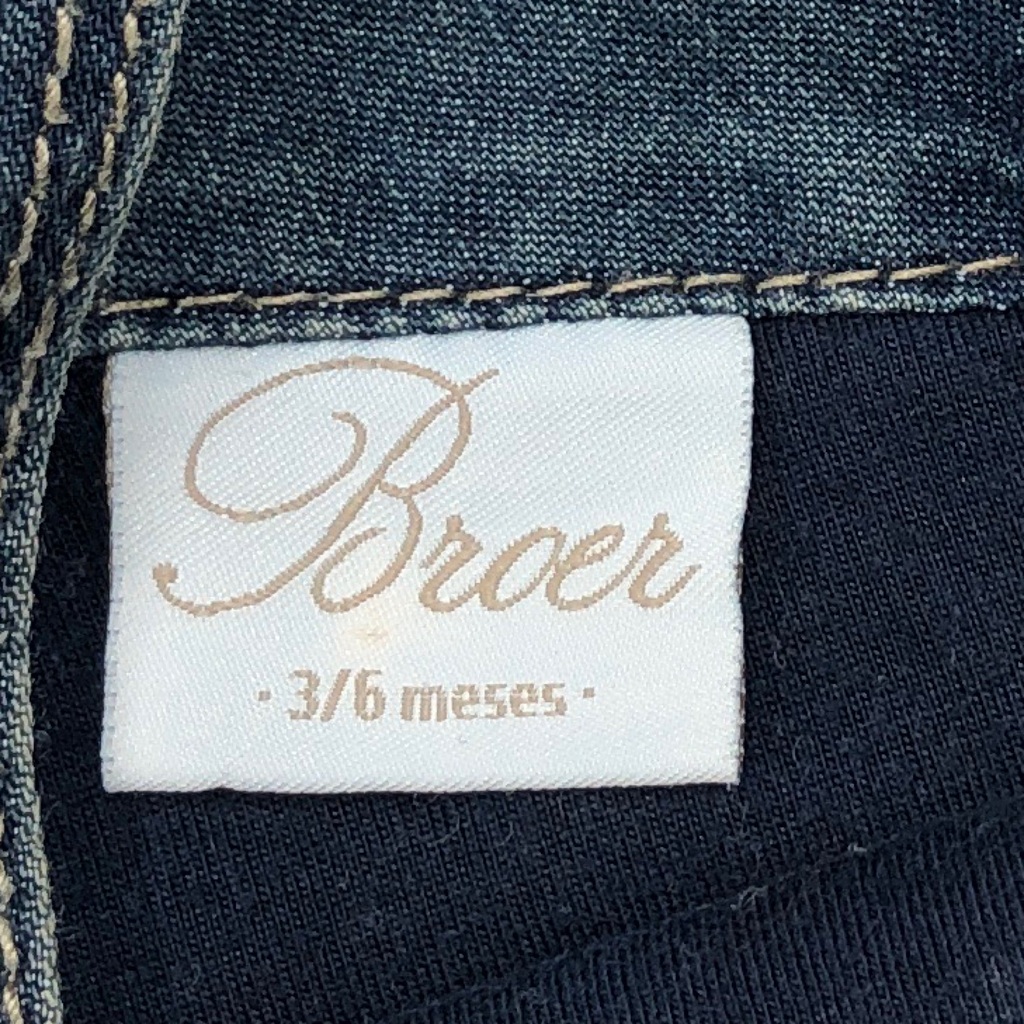 Broer
· 3/6 meses ·